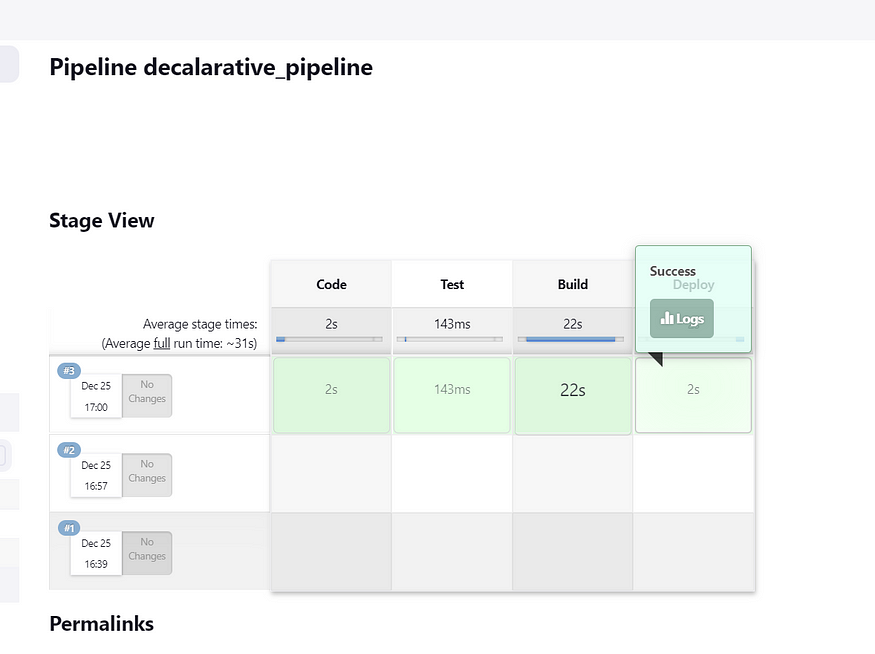 Pipeline decalarative_pipeline
Stage View
Code Test Build Deploy
Success
Logs
Average stage times:
(Average full run time: ~31s)
2s 143ms 22s
#3
Dec 25
17:00
No
Changes
2s 143ms 22s 2s
#2
Dec 25
16:57
No
Changes
#1
Dec 25
16:39
No
Changes
Permalinks